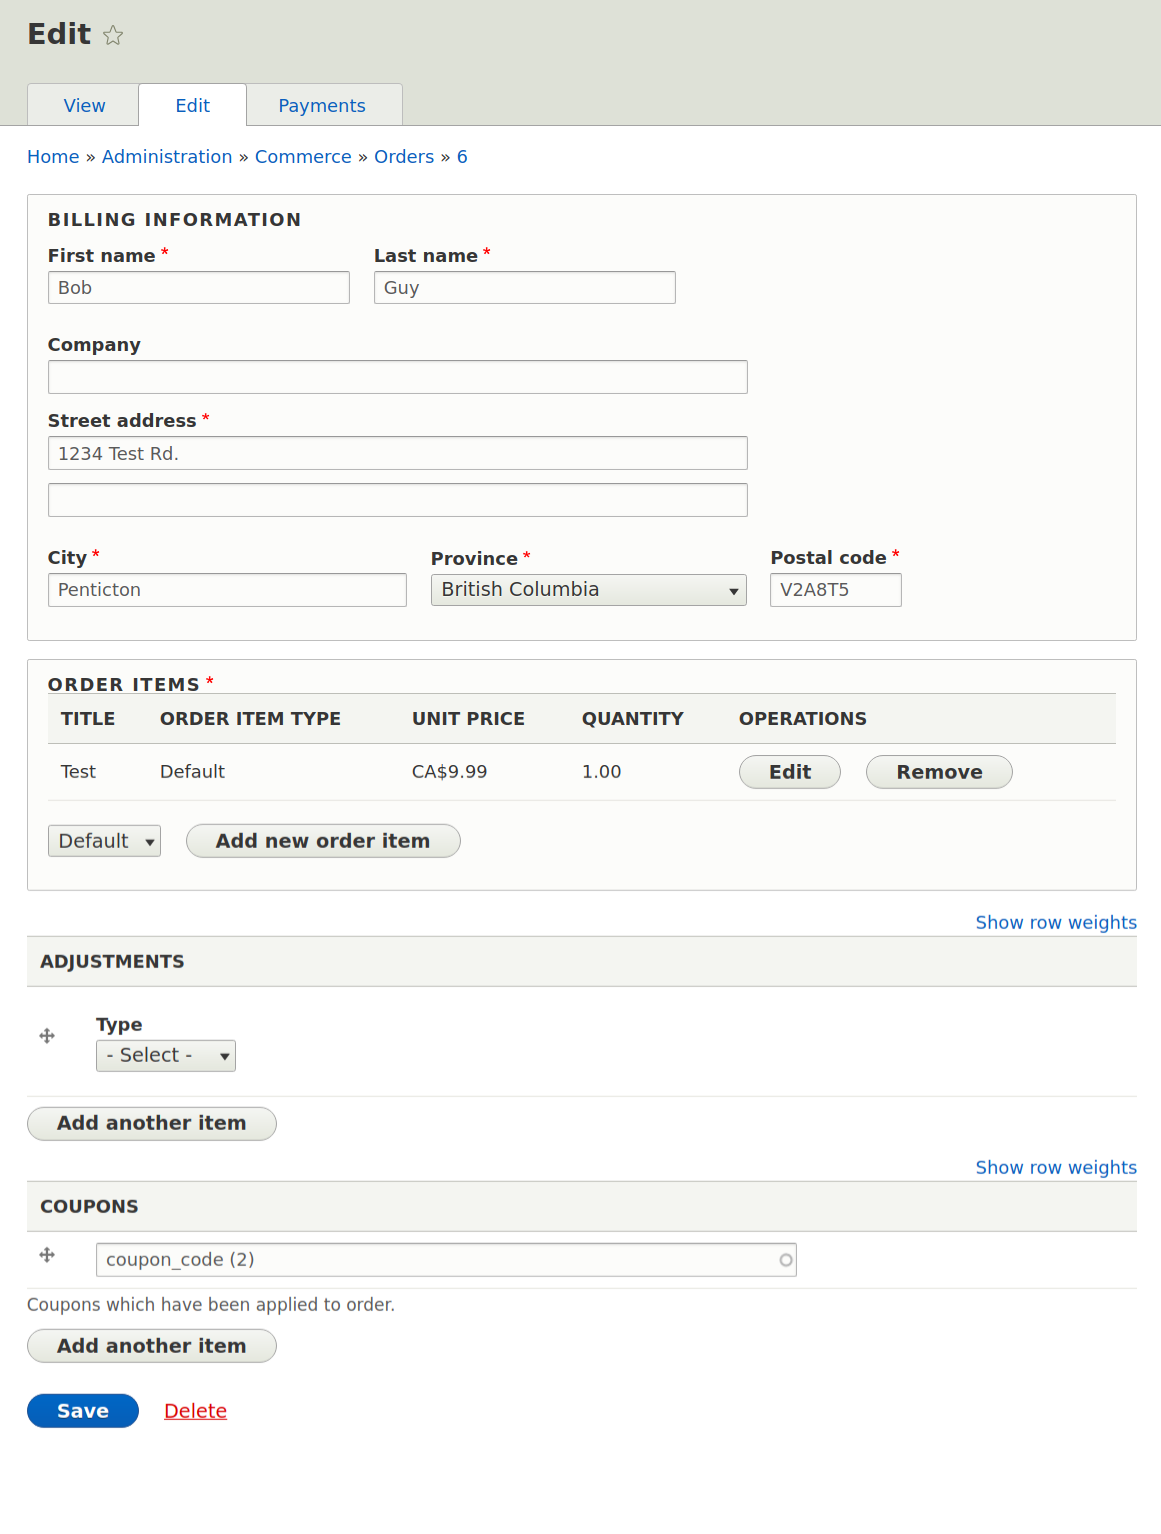 Edit
View Edit Payments
Home » Administration » Commerce » Orders » 6
BILLING INFORMATION
First name * Last name *
Bob Guy
Company
Street address *
1234 Test Rd.
City * Province * Postal code *
Penticton British Columbia V2A8T5
ORDER ITEMS *
TITLE ORDER ITEM TYPE UNIT PRICE QUANTITY OPERATIONS
Test Default CA$9.99 1.00 Edit Remove
Default Add new order item
Show row weights
ADJUSTMENTS
Type
- Select -
Add another item
Show row weights
COUPONS
coupon_code (2)
Coupons which have been applied to order.
Add another item
Save Delete